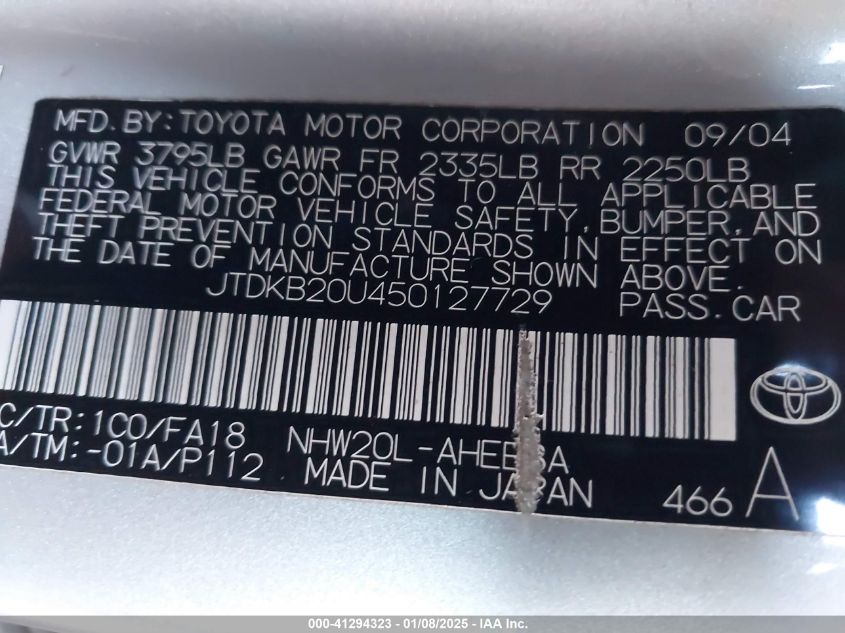 MFD.BY:TOYOTA MOTOR CORPORATION 09/04
GVWR 3795LB GAWR FR 2335LB RR 2250LB
THIS VEHICLE CONFORMS TO ALL APPLICABLE
FEDERAL MOTOR VEHICLE SAFETY,BUMPER,AND
THEFT PREVENTION STANDARDS IN EFFECT ON
THE DATE OF MANUFACTURE SHOWN ABOVE.
JTDKB20U450127729 PASS.CAR
C/TR:1C0/FA18 
A/TM:-01A/P112 MADE IN JAPAN 466 A
000-41294323 - 01/08/2025 - IAA Inc.